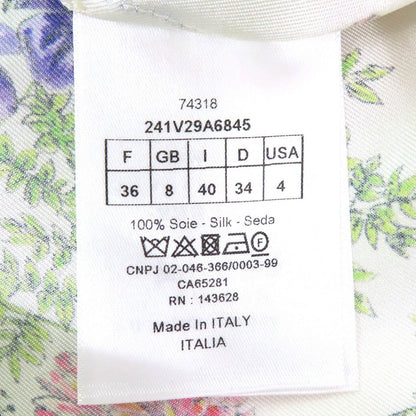 74318
241V29A6845
F GB I D USA
36 8 40 34 4
100% Soie - Silk - Seda
F
CNPJ 02-046-366/0003-99
CA65281
RN : 143628
Made In ITALY
ITALIA